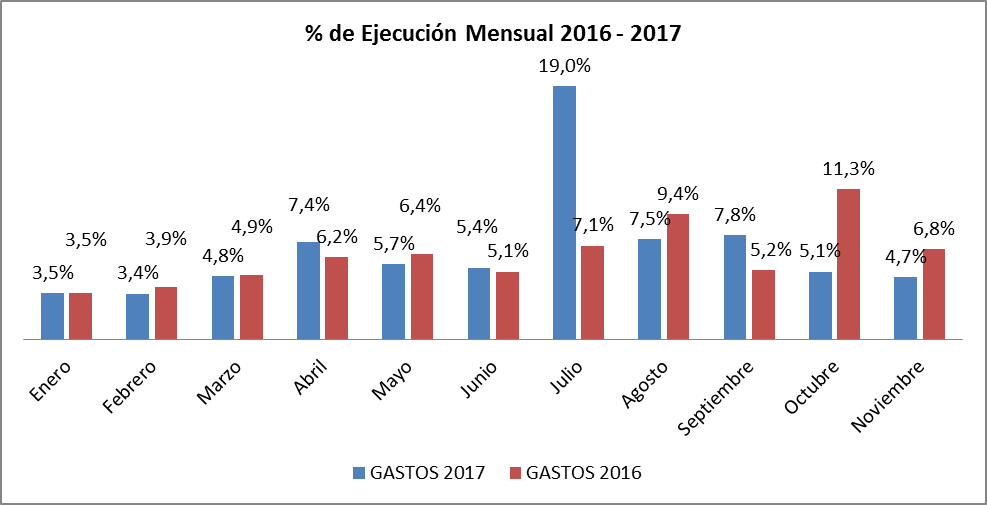 % de Ejecución Mensual 2016 - 2017
19,0%
11,3%
9,4%
7,4%
6,4%
7,5%
7,8%
7,1%
6,8%
3,5%
3,9%
4,9%
6,2%
5,4%
3,5%
3,4%
4,8%
5,7%
5,1%
5,2%
5,1%
4,7%
Enero
Febrero
Marzo
Abril
Mayo
Junio
Julio
Agosto
Septiembre
Octubre
Noviembre
GASTOS 2017
GASTOS 2016